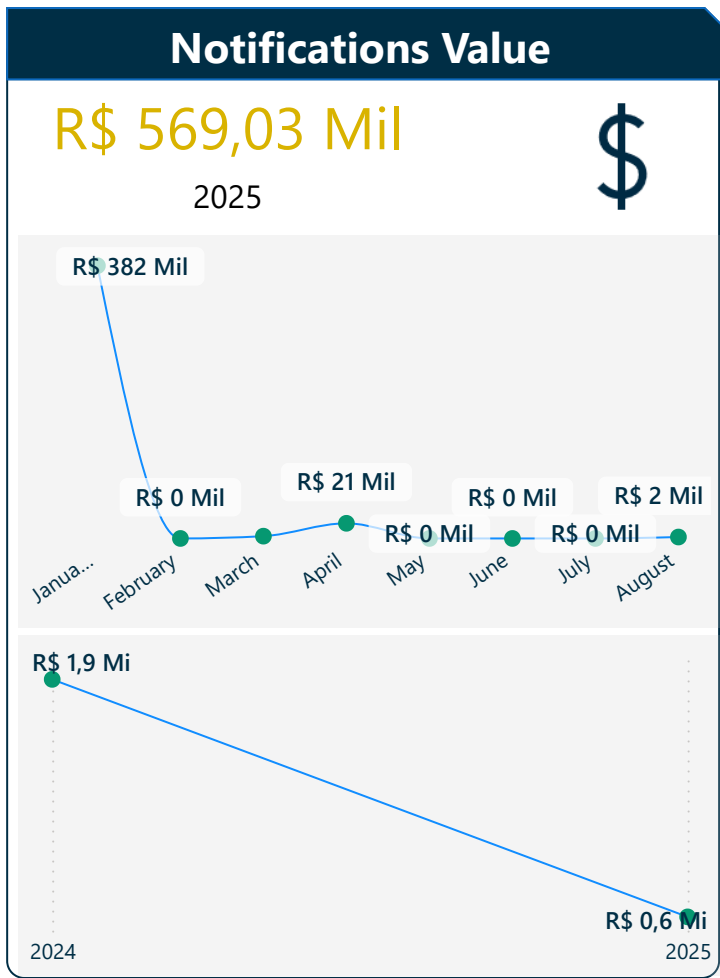 Notifications Value
R$ 569,03 Mil
$
2025
R$ 382 Mil
R$ 0 Mil
R$ 21 Mil
R$ 0 Mil
R$ 0 Mil
R$ 0 Mil
R$ 2 Mil
Janua...
February
March
April
May
June
July
August
R$ 1,9 Mi
R$ 0,6 Mi
2024
2025